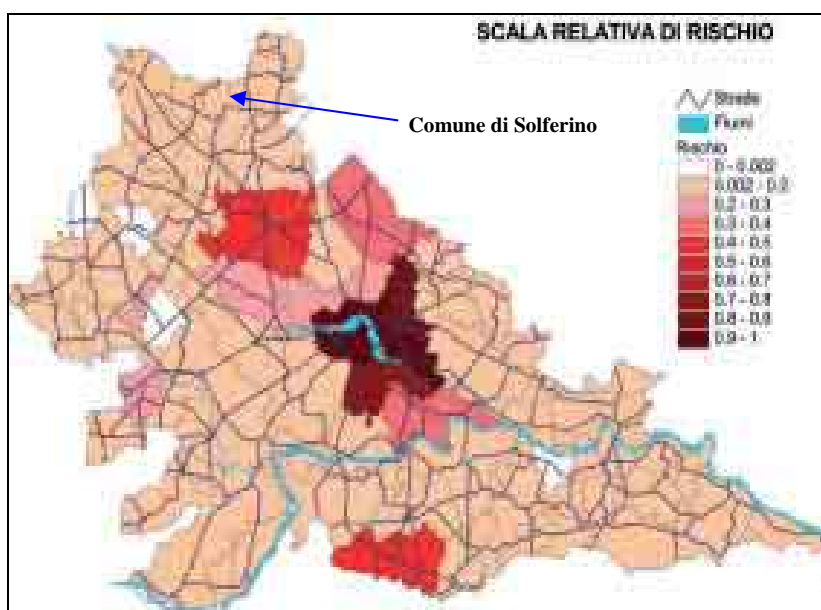 SCALA RELATIVA DI RISCHIO
Strade
Fiumi
Rischio
0 - 0.002
0.002 - 0.2
0.2 - 0.3
0.3 - 0.4
0.4 - 0.5
0.5 - 0.6
0.6 - 0.7
0.7 - 0.8
0.8 - 0.9
0.9 - 1
Comune di Solferino